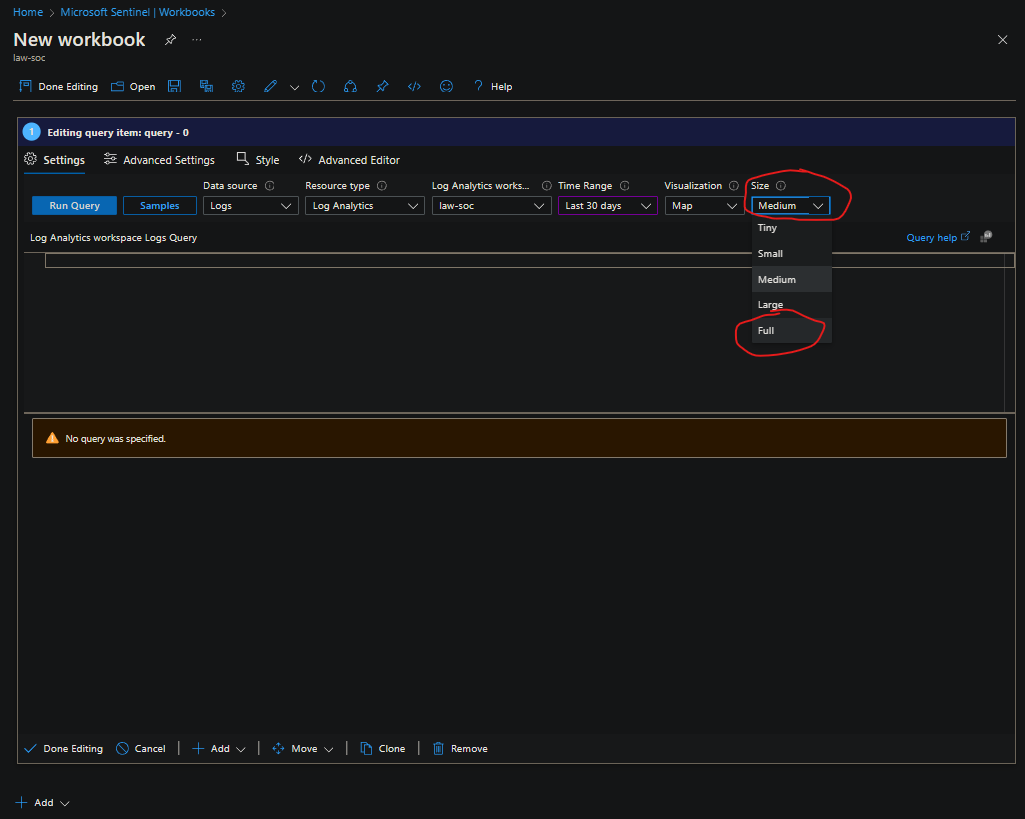 Home > Microsoft Sentinel | Workbooks >
New workbook ...
law-soc
Done Editing Open Help
1 Editing query item: query - 0
Settings Advanced Settings Style Advanced Editor
Data source Resource type Log Analytics works... Time Range Visualization Size
Run Query Samples Logs Log Analytics law-soc Last 30 days Map Medium
Tiny
Log Analytics workspace Logs Query Query help
Small
Medium
Large
Full
No query was specified.
Done Editing Cancel | Add | Move | Clone | Remove
Add